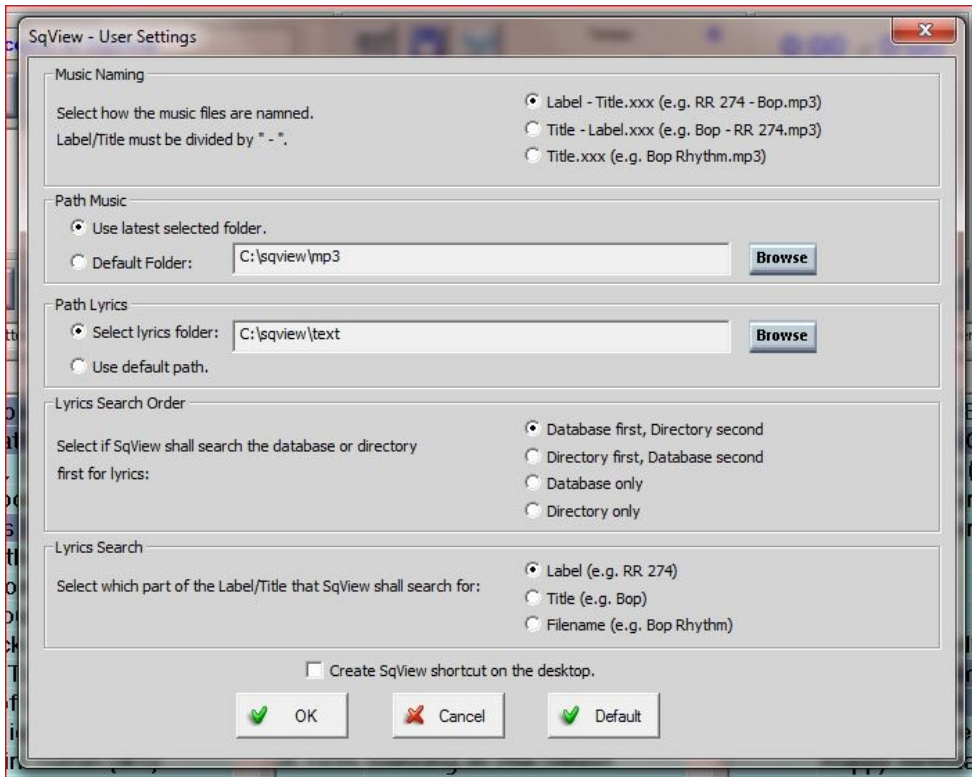 SqView - User Settings
Music Naming
Select how the music files are namned.
Label/Title must be divided by " - ".
Label - Title.xxx (e.g. RR 274 - Bop.mp3)
Title - Label.xxx (e.g. Bop - RR 274.mp3)
Title.xxx (e.g. Bop Rhythm.mp3)
Path Music
Use latest selected folder.
Default Folder: C:\sqview\mp3 Browse
Path Lyrics
Select lyrics folder: C:\sqview\text Browse
Use default path.
Lyrics Search Order
Select if SqView shall search the database or directory
first for lyrics:
Database first, Directory second
Directory first, Database second
Database only
Directory only
Lyrics Search
Select which part of the Label/Title that SqView shall search for:
Label (e.g. RR 274)
Title (e.g. Bop)
Filename (e.g. Bop Rhythm)
Create SqView shortcut on the desktop.
OK Cancel Default